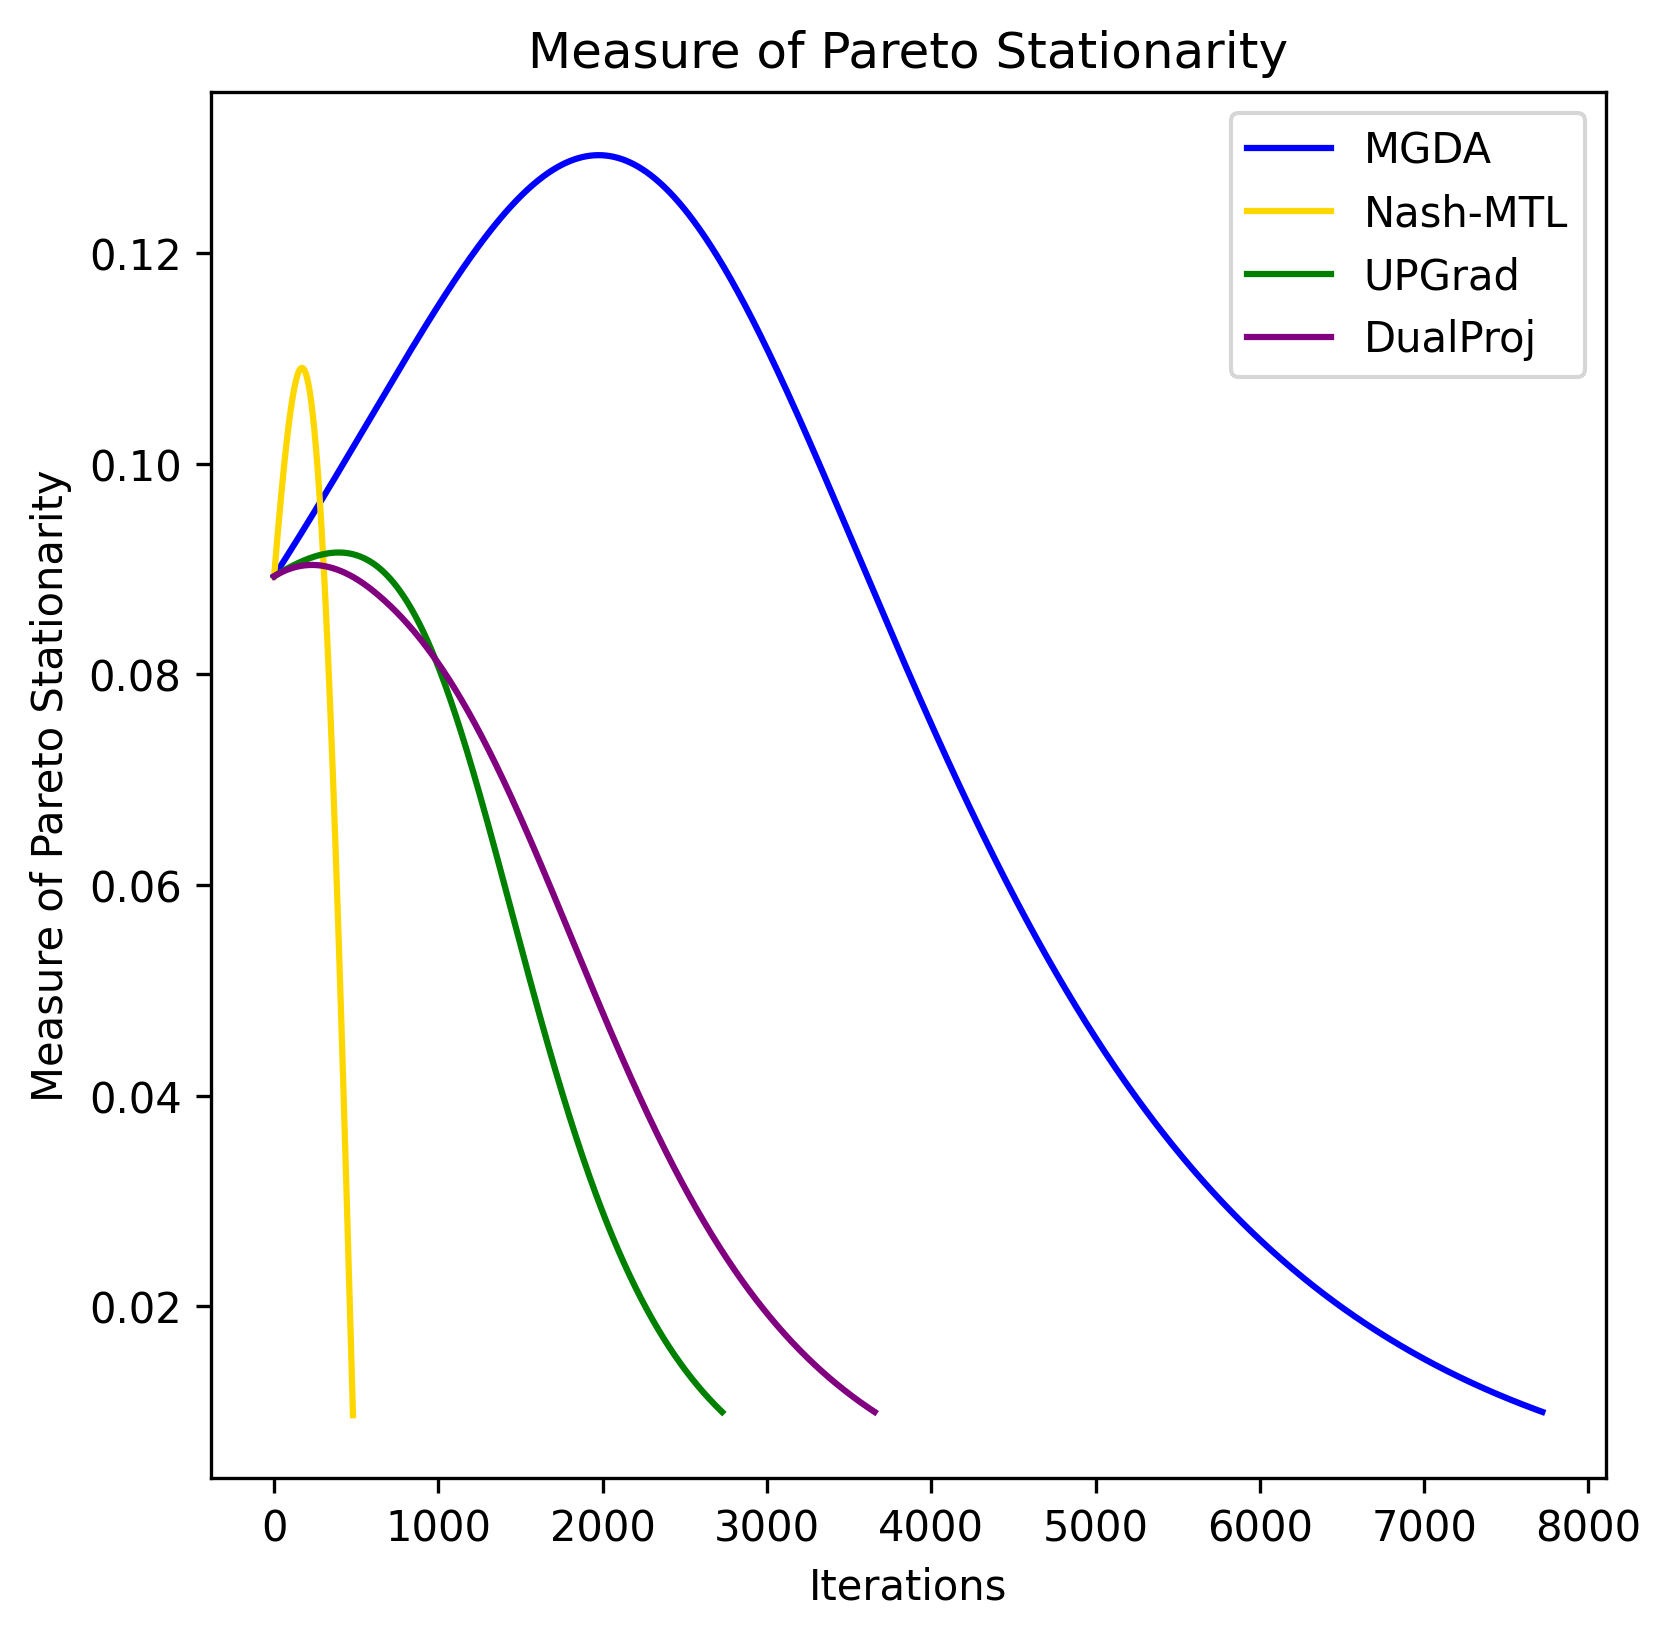 Measure of Pareto Stationarity
MGDA
Nash-MTL
UPGrad
DualProj
Measure of Pareto Stationarity
0.12
0.10
0.08
0.06
0.04
0.02
0 1000 2000 3000 4000 5000 6000 7000 8000
Iterations